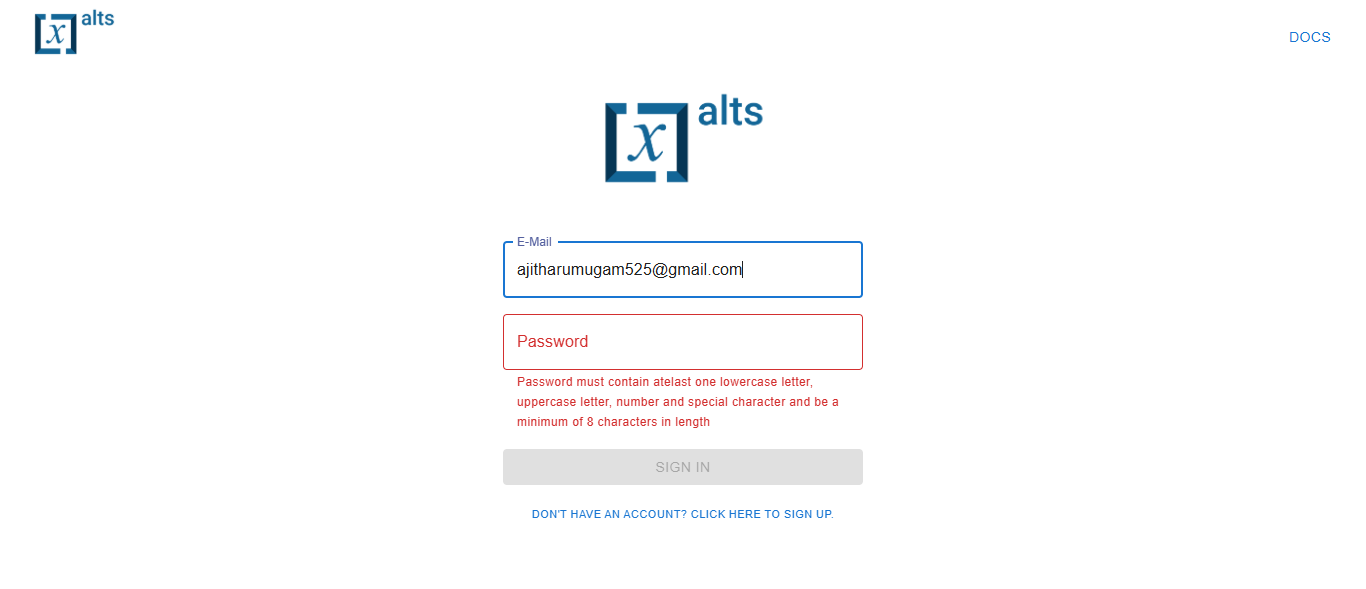 x alts
DOCS
x alts
E-Mail
ajitharumugam525@gmail.com
Password
Password must contain atelast one lowercase letter,
uppercase letter, number and special character and be a
minimum of 8 characters in length
SIGN IN
DON'T HAVE AN ACCOUNT? CLICK HERE TO SIGN UP.